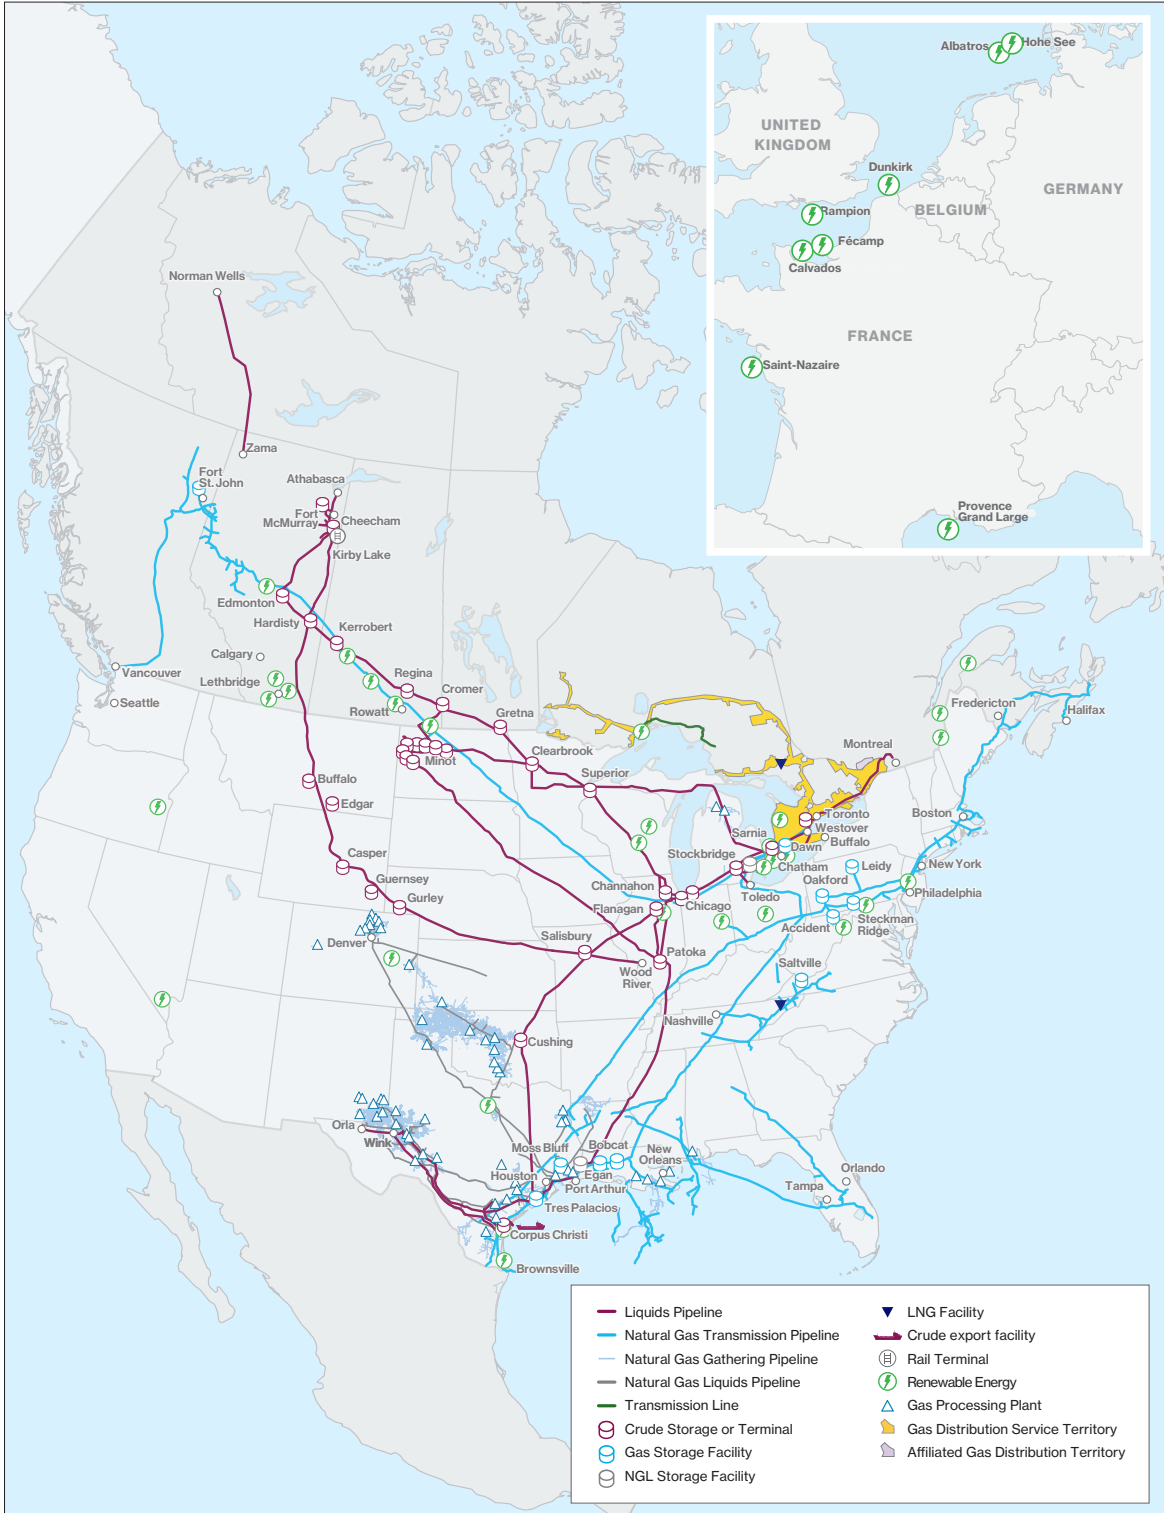 Albatros
Hohe See
UNITED
KINGDOM
Dunkirk
GERMANY
BELGIUM
Rampion
Fécamp
Calvados
FRANCE
Saint-Nazaire
Provence
Grand Large
Norman Wells
Zama
Fort
St. John
Athabasca
Fort
McMurray
Cheecham
Kirby Lake
Edmonton
Hardisty
Kerrobert
Calgary
Vancouver
Lethbridge
Regina
Cromer
Seattle
Rowatt
Gretna
Fredericton
Halifax
Montreal
Minot
Clearbrook
Superior
Buffalo
Edgar
Toronto
Boston
Sarnia
Westover
Buffalo
Dawn
Stockbridge
Casper
Chatham
Leidy
New York
Guernsey
Channahon
Toledo
Oakford
Philadelphia
Gurley
Flanagan
Chicago
Accident
Steckman
Ridge
Denver
Salisbury
Patoka
Wood
River
Saltville
Nashville
Cushing
Orla
Wink
Moss Bluff
Bobcat
New
Orleans
Houston
Egan
Port Arthur
Orlando
Tampa
Tres Palacios
Corpus Christi
Brownsville
Liquids Pipeline
Natural Gas Transmission Pipeline
Natural Gas Gathering Pipeline
Natural Gas Liquids Pipeline
Transmission Line
Crude Storage or Terminal
Gas Storage Facility
NGL Storage Facility
LNG Facility
Crude export facility
Rail Terminal
Renewable Energy
Gas Processing Plant
Gas Distribution Service Territory
Affiliated Gas Distribution Territory